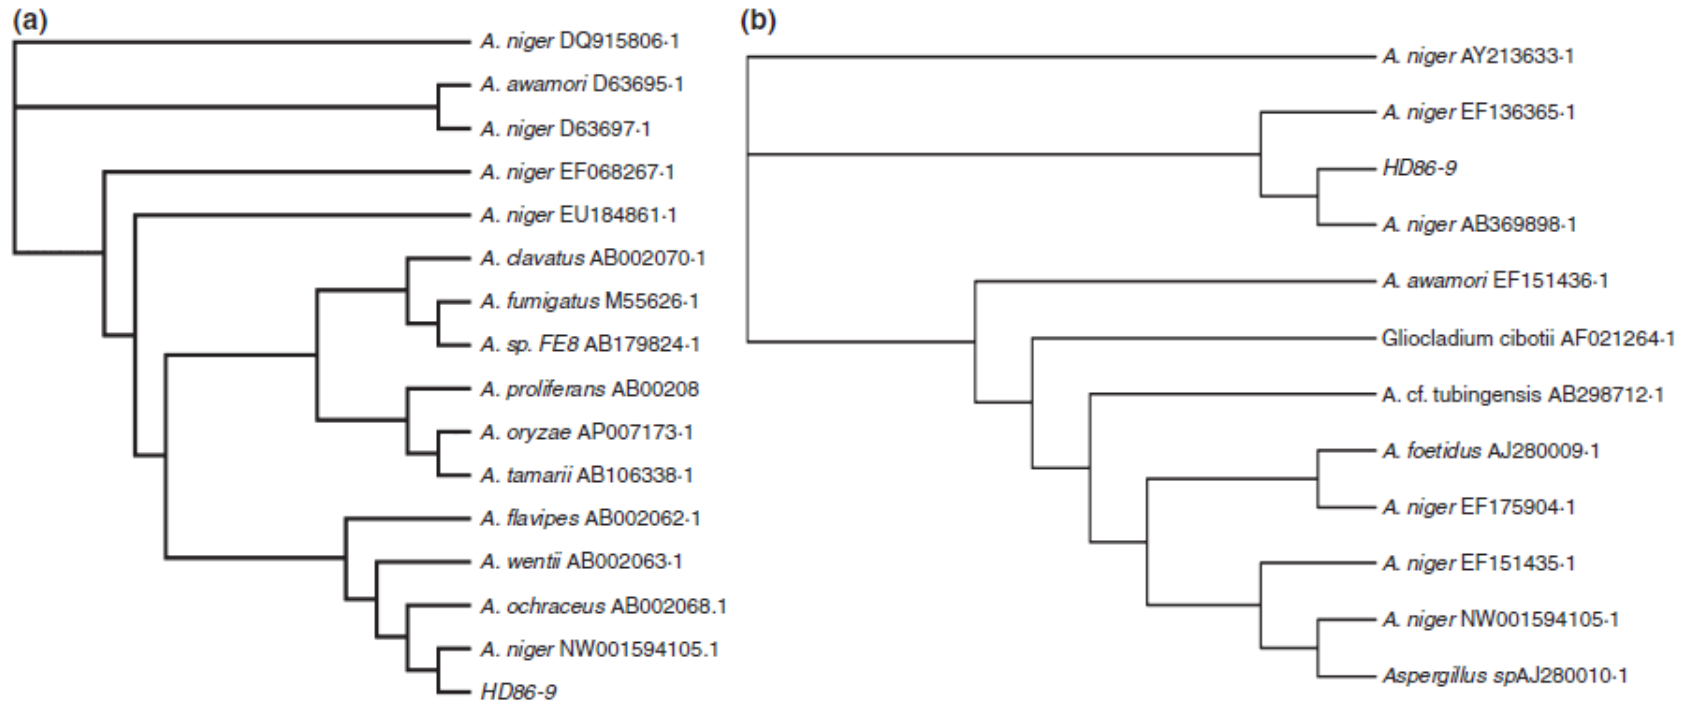 (a)
A. niger DQ915806·1
A. awamori D63695·1
A. niger D63697·1
A. niger EF068267·1
A. niger EU184861·1
A. clavatus AB002070·1
A. fumigatus M55626·1
A. sp. FE8 AB179824·1
A. proliferans AB00208
A. oryzae AP007173·1
A. tamarii AB106338·1
A. flavipes AB002062·1
A. wentii AB002063·1
A. ochraceus AB002068.1
A. niger NW001594105.1
HD86-9
(b)
A. niger AY213633·1
A. niger EF136365·1
HD86-9
A. niger AB369898·1
A. awamori EF151436·1
Gliocladium cibotii AF021264·1
A. cf. tubingensis AB298712·1
A. foetidus AJ280009·1
A. niger EF175904·1
A. niger EF151435·1
A. niger NW001594105·1
Aspergillus spAJ280010·1